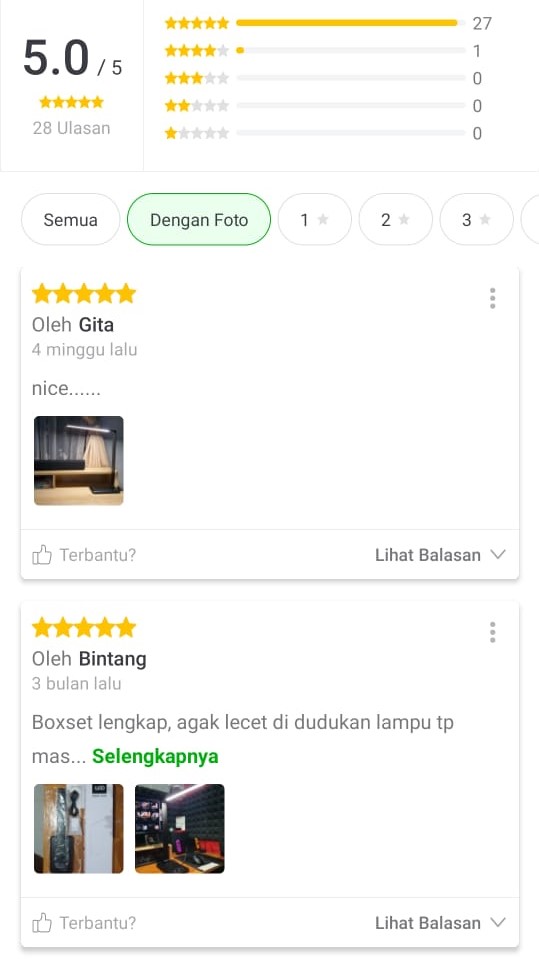 5.0 / 5
28 Ulasan
27
1
0
0
0
Semua
Dengan Foto
1
2
3
Oleh Gita
4 minggu lalu
nice......
Terbantu?
Lihat Balasan
Oleh Bintang
3 bulan lalu
Boxset lengkap, agak lecet di dudukan lampu tp
mas... Selengkapnya
Terbantu?
Lihat Balasan